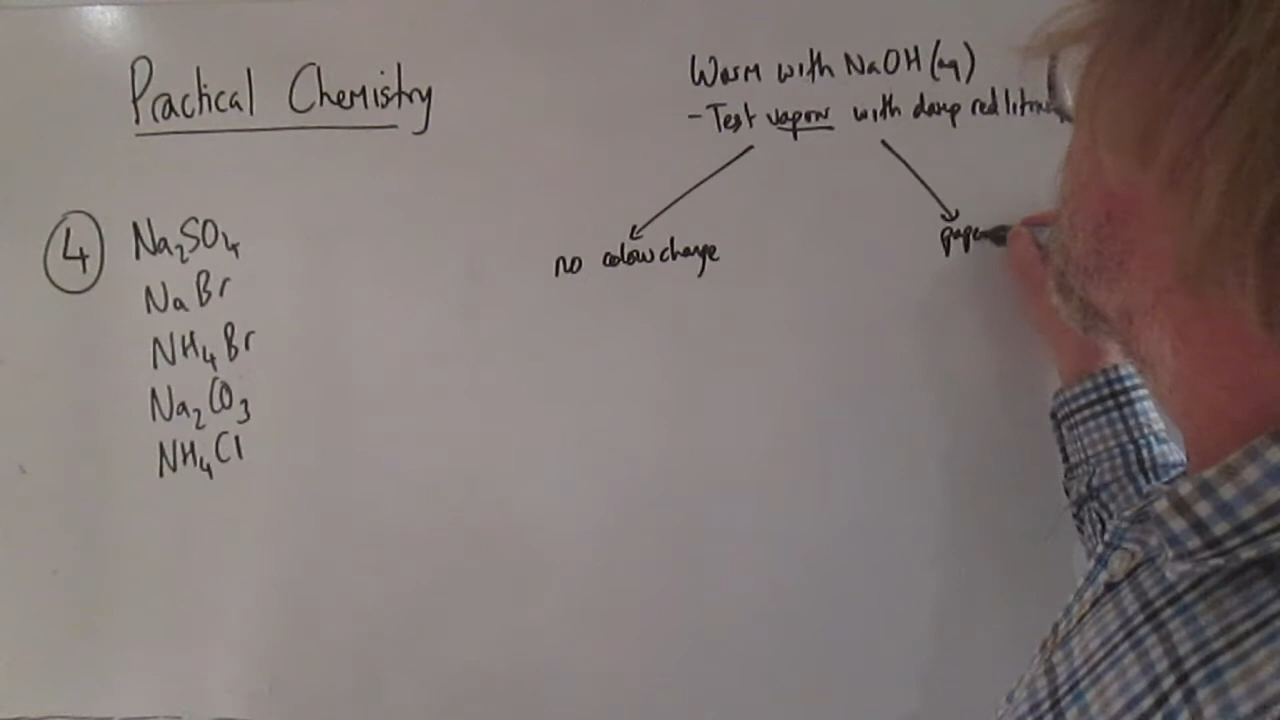 Practical Chemistry
Warm with NaOH(aq)
- Test vapour with damp red
no colour change
4
Na₂SO₄
NaBr
NH₄Br
Na₂CO₃
NH₄Cl